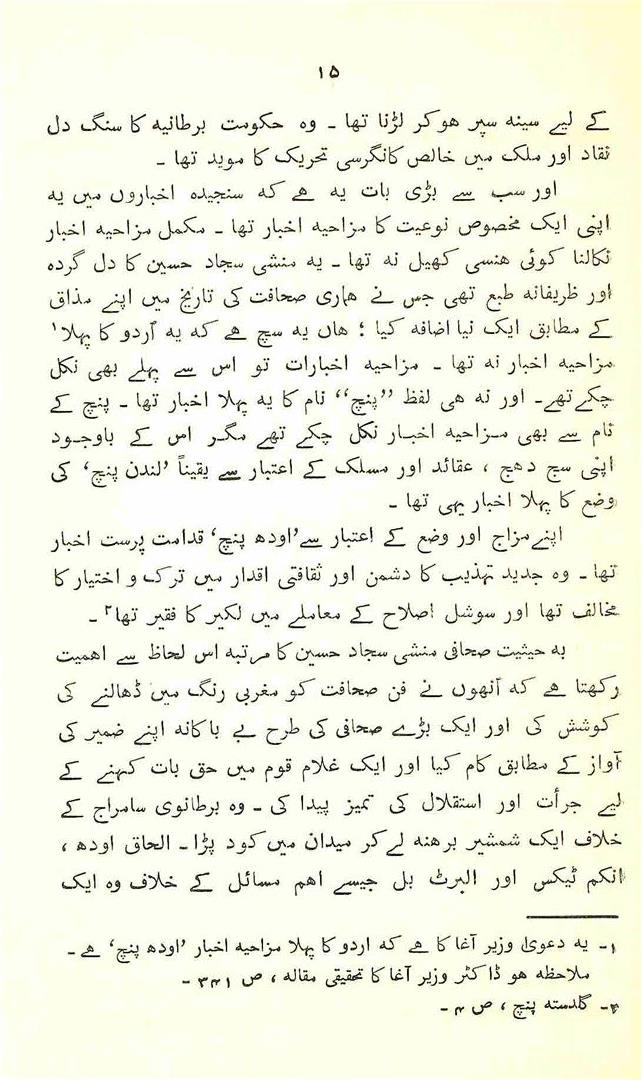 ۱۵
کے لیے سینہ سپر ہو کر لڑنا تھا ۔ وہ حکومت برطانیہ کا سنگ دل
نقاد اور ملک میں خالص کانگرسی تحریک کا موید تھا ۔
اور سب سے بڑی بات یہ ہے کہ سنجیدہ اخباروں میں یہ
اپنی ایک مخصوص نوعیت کا مزاحیہ اخبار تھا ۔ مکمل مزاحیہ اخبار
نکالنا کوئی ہنسی کھیل نہ تھا ۔ یہ منشی سجاد حسین کا دل گردہ
اور ظریفانہ طبع تھی جس نے ہماری صحافت کی تاریخ میں اپنے مذاق
کے مطابق ایک نیا اضافہ کیا ؛ ہاں یہ سچ ہے کہ یہ اردو کا پہلا۱
مزاحیہ اخبار نہ تھا ۔ مزاحیہ اخبارات تو اس سے پہلے بھی نکل
چکے تھے۔ اور نہ ہی لفظ ”پنچ“ نام کا یہ پہلا اخبار تھا ۔ پنچ کے
نام سے بھی مزاحیہ اخبار نکل چکے تھے مگر اس کے باوجود
اپنی سج دھج ، عقائد اور مسلک کے اعتبار سے یقیناً ’لندن پنچ‘ کی
وضع کا پہلا اخبار یہی تھا ۔
اپنے مزاج اور وضع کے اعتبار سے ’اودھ پنچ‘ قدامت پرست اخبار
تھا ۔ وہ جدید تہذیب کا دشمن اور ثقافتی اقدار میں ترک و اختیار کا
مخالف تھا اور سوشل اصلاح کے معاملے میں لکیر کا فقیر تھا۲۔
بہ حیثیت صحافی منشی سجاد حسین کا مرتبہ اس لحاظ سے اہمیت
رکھتا ہے کہ انھوں نے فن صحافت کو مغربی رنگ میں ڈھالنے کی
کوشش کی اور ایک بڑے صحافی کی طرح بے باکانہ اپنے ضمیر کی
آواز کے مطابق کام کیا اور ایک غلام قوم میں حق بات کہنے کے
لیے جرأت اور استقلال کی تمیز پیدا کی ۔ وہ برطانوی سامراج کے
خلاف ایک شمشیر برہنہ لے کر میدان میں کود پڑا ۔ الحاق اودھ ،
انکم ٹیکس اور البرٹ بل جیسے اہم مسائل کے خلاف وہ ایک
۱۔ یہ دعویٰ وزیر آغا کا ہے کہ اردو کا پہلا مزاحیہ اخبار ’اودھ پنچ‘ ہے ۔
ملاحظہ ہو ڈاکٹر وزیر آغا کا تحقیقی مقالہ ، ص ۳۴۱ ۔
۲۔ گلدستہ پنچ ، ص ۴ ۔